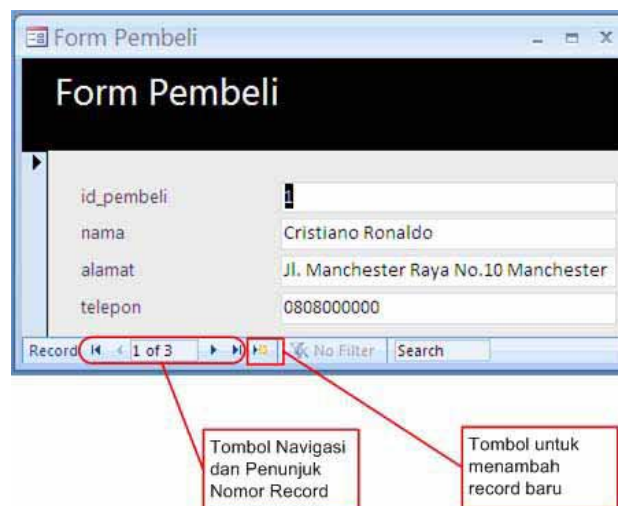 Form Pembeli
Form Pembeli
id_pembeli 1
nama Cristiano Ronaldo
alamat Jl. Manchester Raya No.10 Manchester
telepon 0808000000
Record 1 of 3 No Filter Search
Tombol Navigasi
dan Penunjuk
Nomor Record
Tombol untuk
menambah
record baru